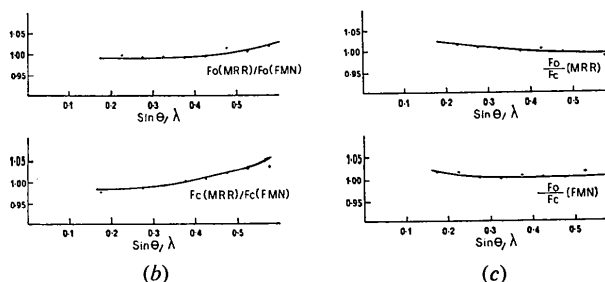 1·05
1·00
0·95
Fo(MRR)/Fo(FMN)
0·1 0·2 0·3 0·4 0·5
Sinθ/λ
1·05
1·00
0·95
Fc(MRR)/Fc(FMN)
0·1 0·2 0·3 0·4 0·5
Sinθ/λ
(b)
1·05
1·00
0·95
Fo/Fc (MRR)
0·1 0·2 0·3 0·4 0·5
Sinθ/λ
1·05
1·00
0·95
Fo/Fc (FMN)
0·1 0·2 0·3 0·4 0·5
Sinθ/λ
(c)